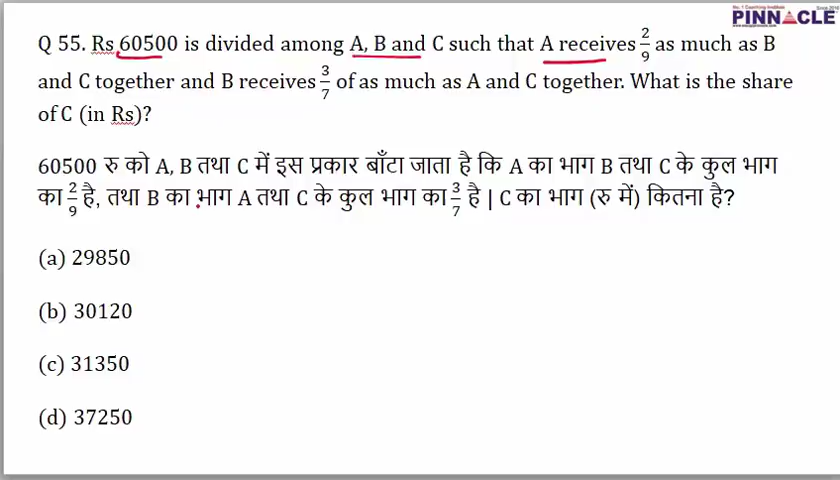 PINNACLE
Q 55. Rs 60500 is divided among A, B and C such that A receives 2/9 as much as B
and C together and B receives 3/7 of as much as A and C together. What is the share
of C (in Rs)?
60500 रु को A, B तथा C में इस प्रकार बाँटा जाता है कि A का भाग B तथा C के कुल भाग
का 2/9 है, तथा B का भाग A तथा C के कुल भाग का 3/7 है | C का भाग (रु में) कितना है?
(a) 29850
(b) 30120
(c) 31350
(d) 37250